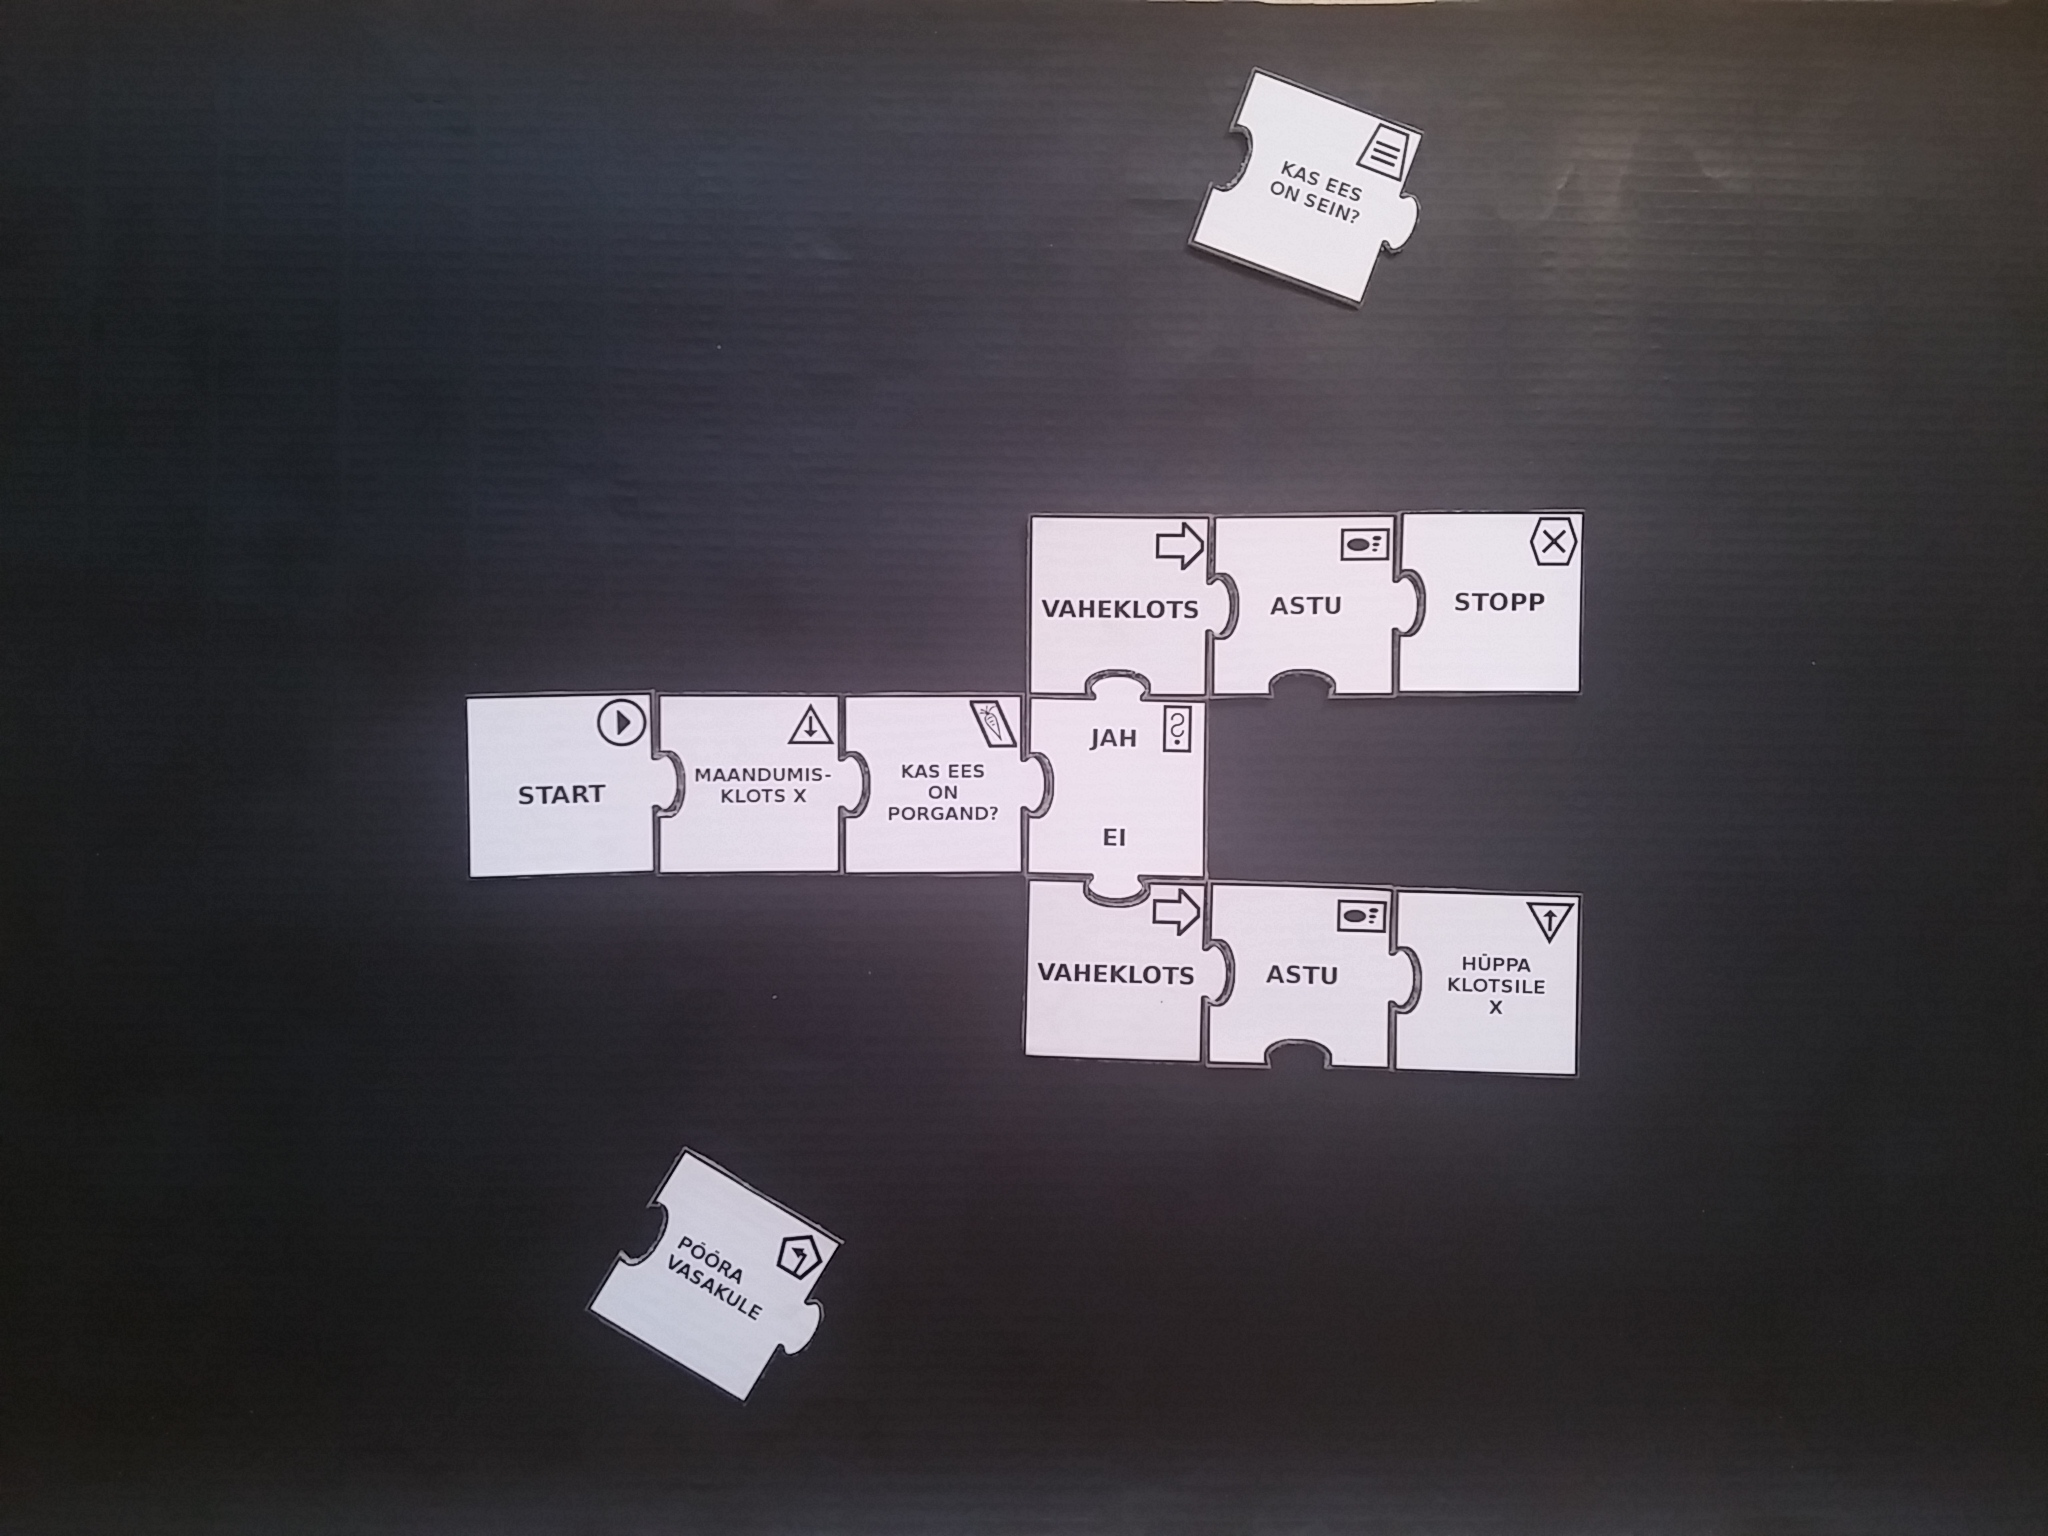 KAS EES
ON SEIN?
VAHEKLOTS
ASTU
STOPP
START
MAANDUMIS-
KLOTS X
KAS EES
ON
PORGAND?
JAH
EI
VAHEKLOTS
ASTU
HÜPPA
KLOTSILE
X
PÖÖRA
VASAKULE